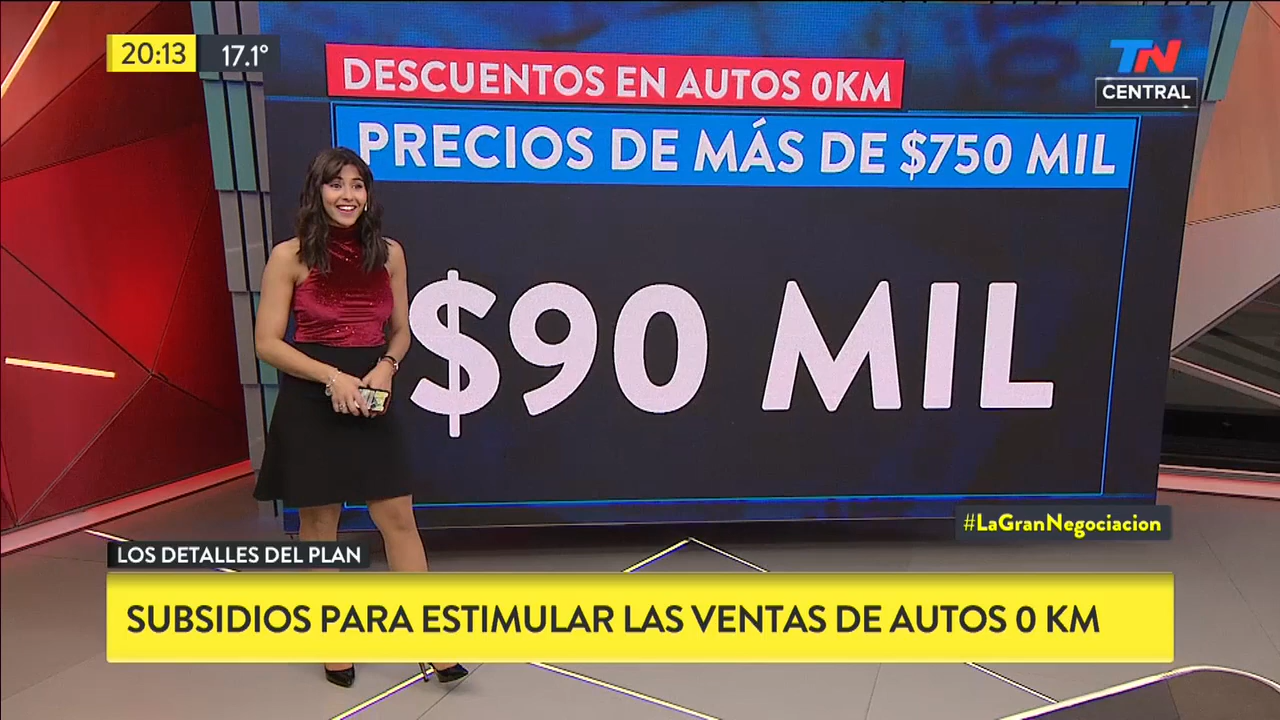 20:13 17.1°
TN
CENTRAL
DESCUENTOS EN AUTOS 0KM
PRECIOS DE MÁS DE $750 MIL
$90 MIL
#LaGranNegociacion
LOS DETALLES DEL PLAN
SUBSIDIOS PARA ESTIMULAR LAS VENTAS DE AUTOS 0 KM